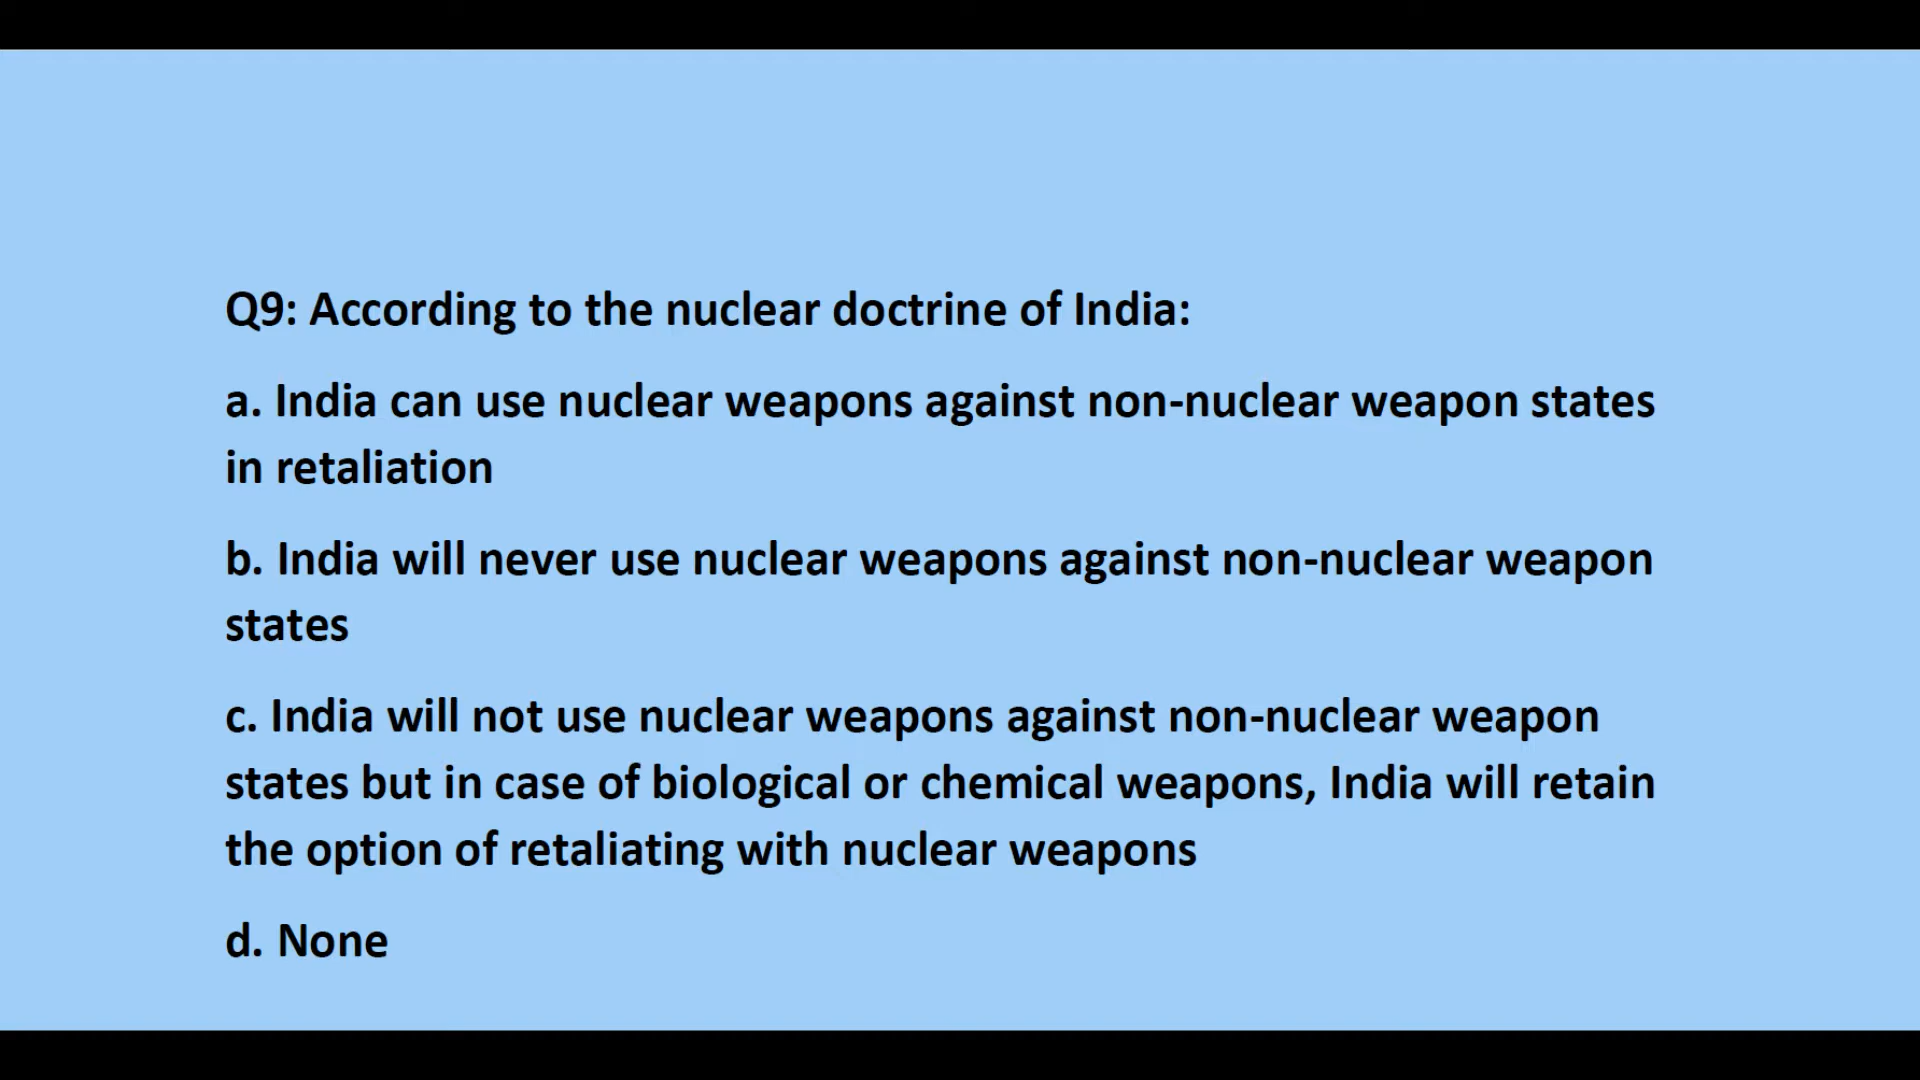 Q9: According to the nuclear doctrine of India:
a. India can use nuclear weapons against non-nuclear weapon states
in retaliation
b. India will never use nuclear weapons against non-nuclear weapon
states
c. India will not use nuclear weapons against non-nuclear weapon
states but in case of biological or chemical weapons, India will retain
the option of retaliating with nuclear weapons
d. None